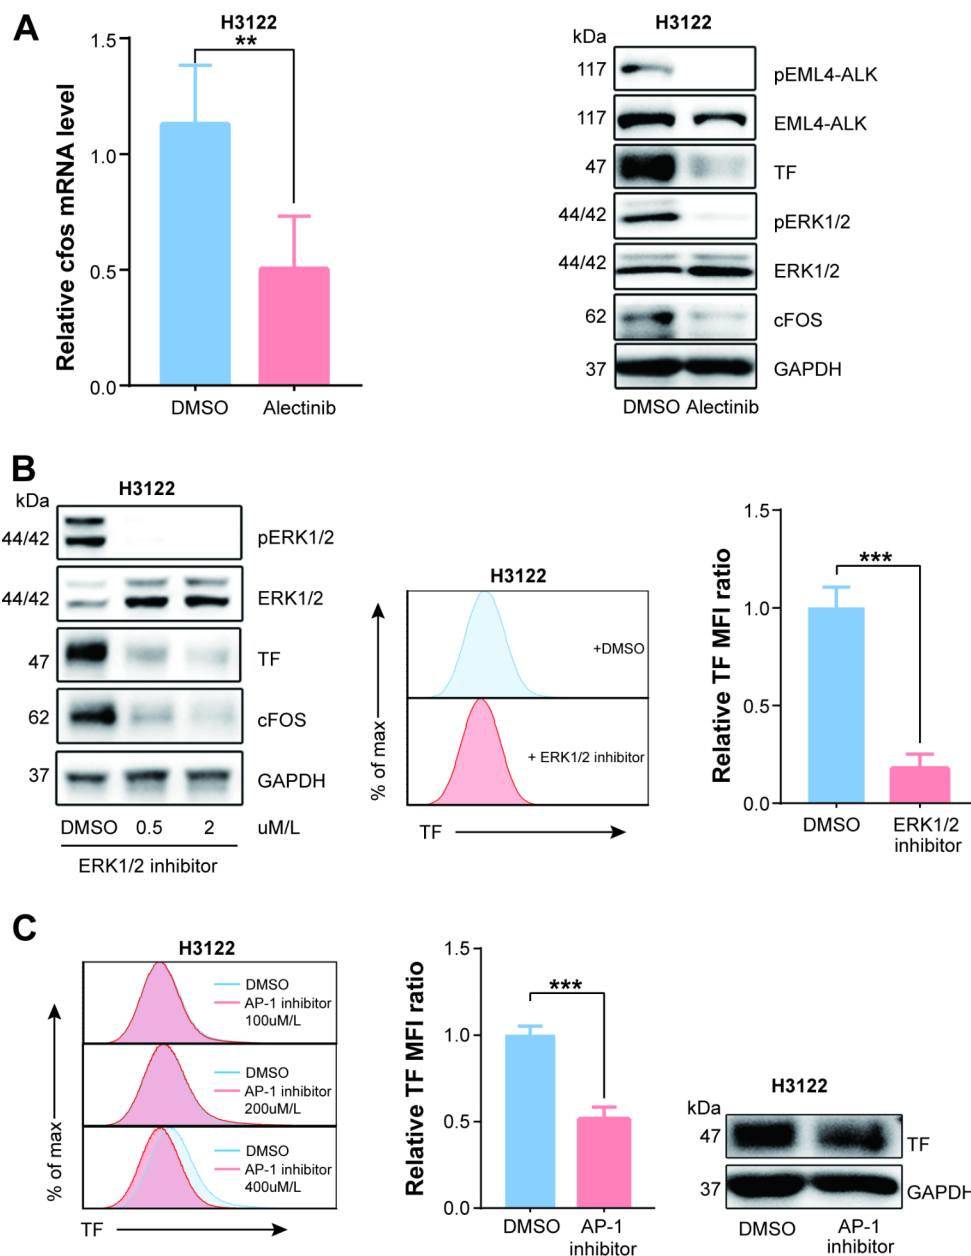 A
H3122
**
1.5
1.0
0.5
0.0
Relative cfos mRNA level
DMSO
Alectinib
H3122
kDa
117
pEML4-ALK
117
EML4-ALK
47
TF
44/42
pERK1/2
44/42
ERK1/2
62
cFOS
37
GAPDH
DMSO Alectinib
B
H3122
kDa
44/42
pERK1/2
44/42
ERK1/2
47
TF
62
cFOS
37
GAPDH
DMSO 0.5 2 uM/L
ERK1/2 inhibitor
H3122
+DMSO
+ ERK1/2 inhibitor
% of max
TF
Relative TF MFI ratio
1.5
1.0
0.5
0.0
***
DMSO
ERK1/2
inhibitor
C
H3122
DMSO
AP-1 inhibitor
100uM/L
DMSO
AP-1 inhibitor
200uM/L
DMSO
AP-1 inhibitor
400uM/L
% of max
TF
Relative TF MFI ratio
1.5
1.0
0.5
0.0
***
DMSO
AP-1
inhibitor
H3122
kDa
47
TF
37
GAPDH
DMSO
AP-1
inhibitor